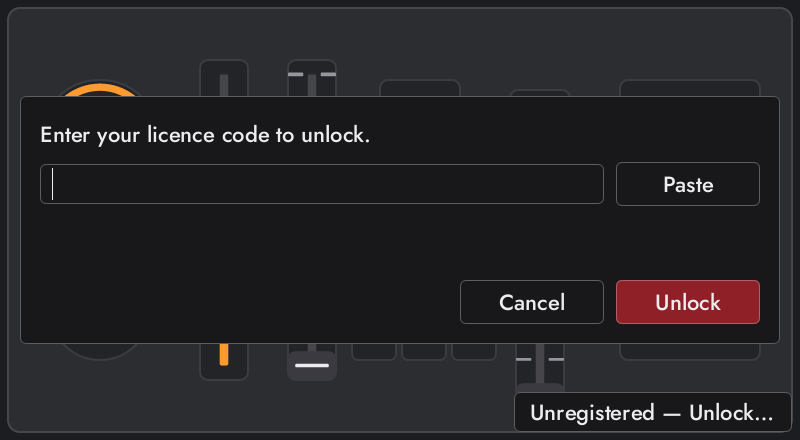 Enter your licence code to unlock.
Paste
Cancel
Unlock
Unregistered — Unlock...